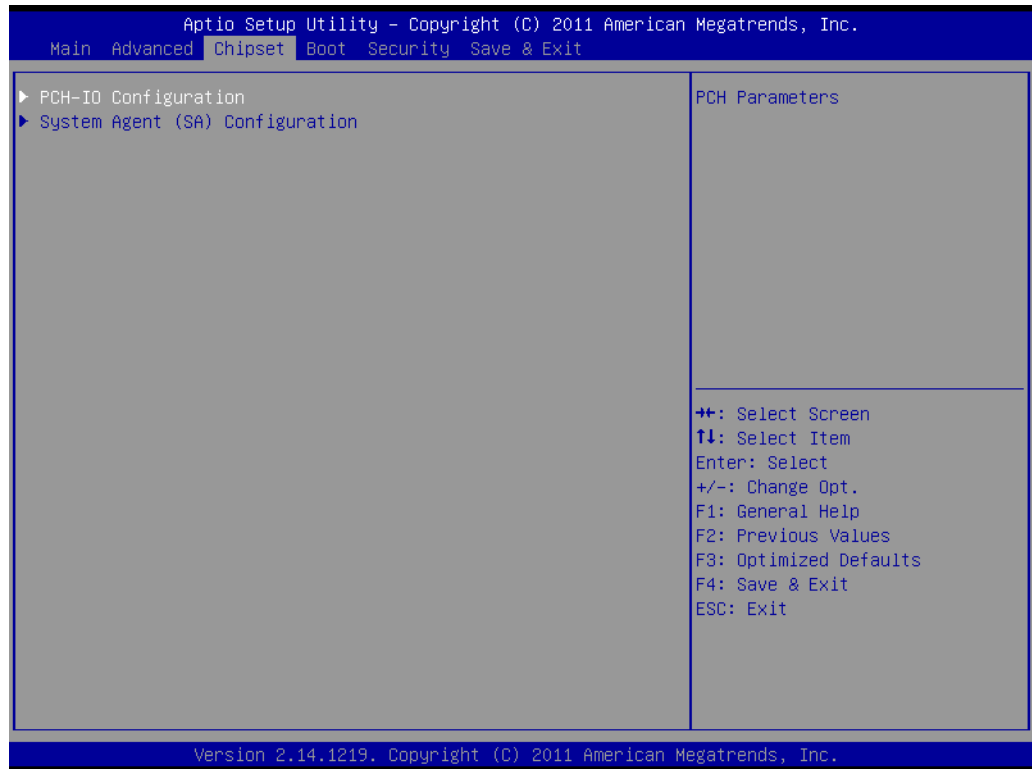 Aptio Setup Utility – Copyright (C) 2011 American Megatrends, Inc.
Main Advanced Chipset Boot Security Save & Exit
▶ PCH-IO Configuration
▶ System Agent (SA) Configuration
PCH Parameters
→←: Select Screen
↑↓: Select Item
Enter: Select
+/-: Change Opt.
F1: General Help
F2: Previous Values
F3: Optimized Defaults
F4: Save & Exit
ESC: Exit
Version 2.14.1219. Copyright (C) 2011 American Megatrends, Inc.